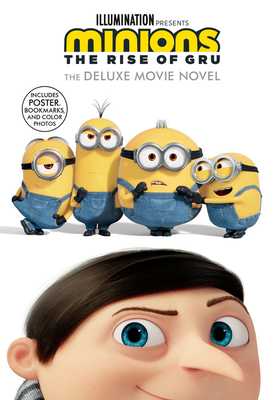 ILLUMINATION PRESENTS
MINIONS
THE RISE OF GRU
THE DELUXE MOVIE NOVEL
INCLUDES
POSTER,
BOOKMARKS,
AND COLOR
PHOTOS